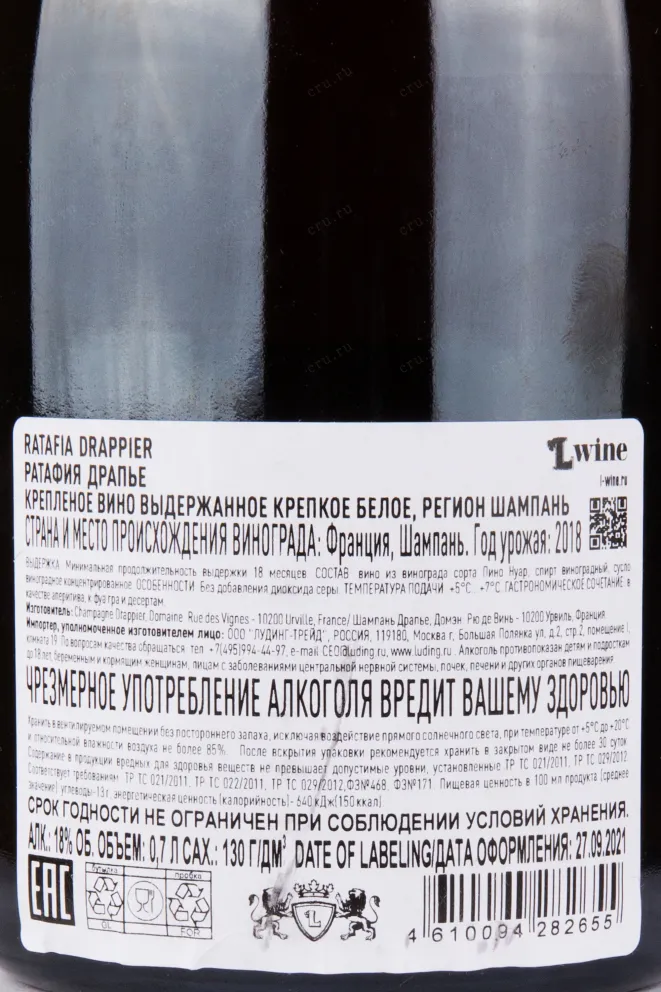 RATAFIA DRAPPIER
Lwine
РАТАФИЯ ДРАПЬЕ
l-wine.ru
КРЕПЛЕНОЕ ВИНО ВЫДЕРЖАННОЕ КРЕПКОЕ БЕЛОЕ, РЕГИОН ШАМПАНЬ
СТРАНА И МЕСТО ПРОИСХОЖДЕНИЯ ВИНОГРАДА: Франция, Шампань. Год урожая: 2018
ВЫДЕРЖКА Минимальная продолжительность выдержки 18 месяцев. СОСТАВ вино из винограда сорта Пино Нуар, спирт виноградный, сусло
виноградное концентрированное. ОСОБЕННОСТИ Без добавления диоксида серы. ТЕМПЕРАТУРА ПОДАЧИ +5°С...+7°С. ГАСТРОНОМИЧЕСКОЕ СОЧЕТАНИЕ в
качестве аперитива, к фуа гра и десертам
Изготовитель: Champagne Drappier, Domaine Rue des Vignes - 10200 Urville, France/ Шампань Драпье, Домэн Рю де Винь - 10200 Урвиль, Франция
Импортер, уполномоченное изготовителем лицо: ООО "ЛУДИНГ-ТРЕЙД", РОССИЯ, 119180, Москва г, Большая Полянка ул, д.2, стр.2, помещение I,
комната 19. По вопросам качества обращаться тел +7(495)994-44-97, e-mail CEO@luding.ru, www.luding.ru. Алкоголь противопоказан детям и подросткам
до 18 лет, беременным и кормящим женщинам, лицам с заболеваниями центральной нервной системы, почек, печени и других органов пищеварения
ЧРЕЗМЕРНОЕ УПОТРЕБЛЕНИЕ АЛКОГОЛЯ ВРЕДИТ ВАШЕМУ ЗДОРОВЬЮ
Хранить в вентилируемом помещении без постороннего запаха, исключая воздействие прямого солнечного света, при температуре от +5°С до +20°С
и относительной влажности воздуха не более 85%. После вскрытия упаковки рекомендуется хранить в закрытом виде не более 30 суток
Содержание в продукции вредных для здоровья веществ не превышает допустимые уровни, установленные ТР ТС 021/2011, ТР ТС 029/2012
Соответствует требованиям ТР ТС 021/2011, ТР ТС 022/2011, ТР ТС 029/2012, ФЗ№468, ФЗ№171. Пищевая ценность в 100 мл продукта (среднее
значение) углеводы-13 г, энергетическая ценность (калорийность)- 640 кДж(150 ккал)
СРОК ГОДНОСТИ НЕ ОГРАНИЧЕН ПРИ СОБЛЮДЕНИИ УСЛОВИЙ ХРАНЕНИЯ.
АЛК.: 18% ОБ. ОБЪЕМ: 0,7 Л САХ.: 130 Г/ДМ³ DATE OF LABELING/ДАТА ОФОРМЛЕНИЯ: 27.09.2021
EAC
бутылка
пробка
GL
FOR
L
4 610094 282655
cru.ru